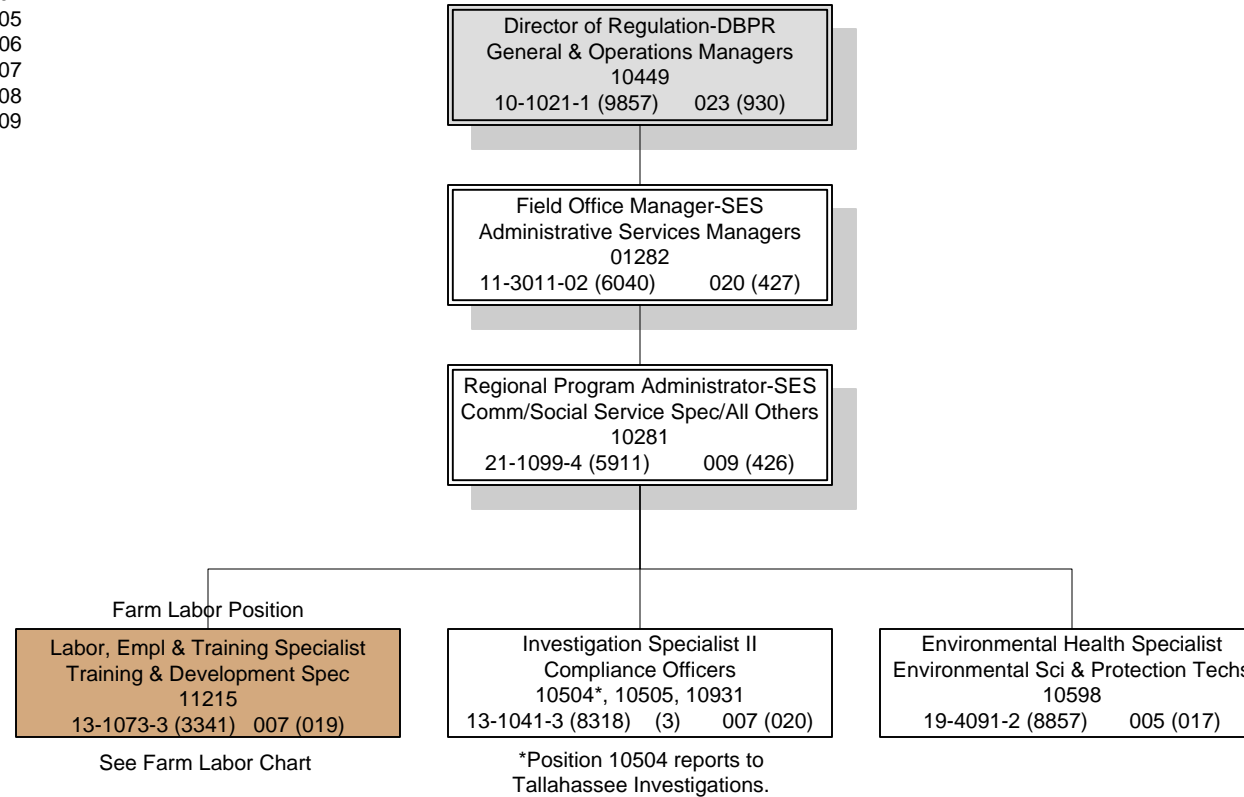 05
06
07
08
09
Director of Regulation-DBPR
General & Operations Managers
10449
10-1021-1 (9857) 023 (930)
Field Office Manager-SES
Administrative Services Managers
01282
11-3011-02 (6040) 020 (427)
Regional Program Administrator-SES
Comm/Social Service Spec/All Others
10281
21-1099-4 (5911) 009 (426)
Farm Labor Position
Labor, Empl & Training Specialist
Training & Development Spec
11215
13-1073-3 (3341) 007 (019)
See Farm Labor Chart
Investigation Specialist II
Compliance Officers
10504*, 10505, 10931
13-1041-3 (8318) (3) 007 (020)
*Position 10504 reports to
Tallahassee Investigations.
Environmental Health Specialist
Environmental Sci & Protection Techs
10598
19-4091-2 (8857) 005 (017)